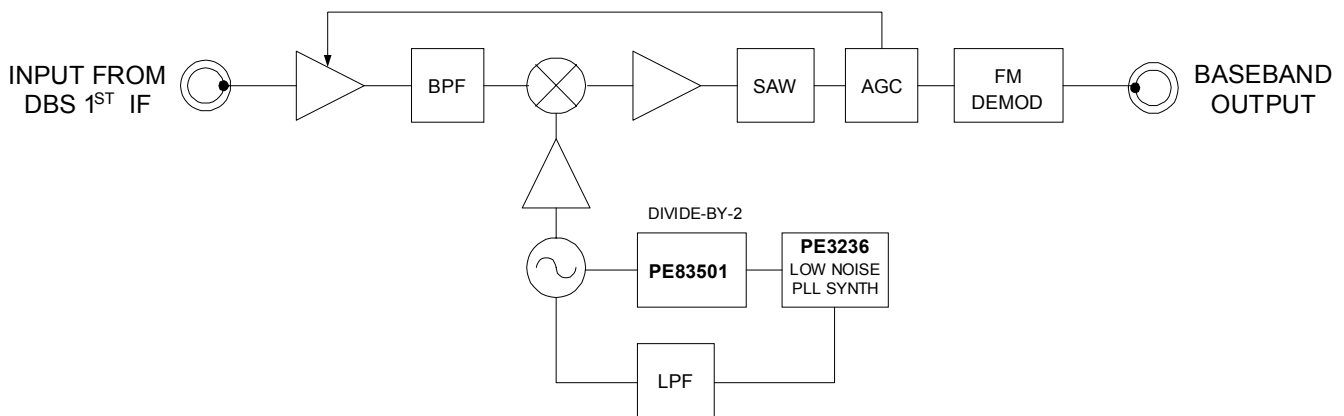 INPUT FROM
DBS 1ST IF
BPF
SAW
AGC
FM
DEMOD
BASEBAND
OUTPUT
DIVIDE-BY-2
PE83501
PE3236
LOW NOISE
PLL SYNTH
LPF